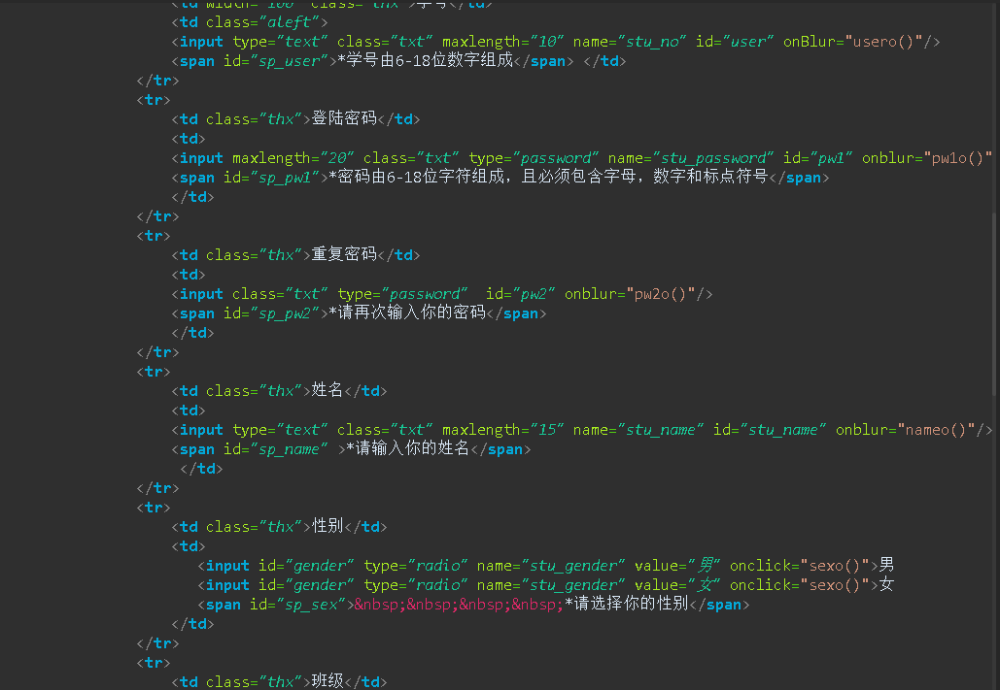 <td width="100" class="thx">学号</td>
<td class="aleft">
<input type="text" class="txt" maxlength="10" name="stu_no" id="user" onBlur="usero()"/>
<span id="sp_user">*学号由6-18位数字组成</span> </td>
</tr>
<tr>
<td class="thx">登陆密码</td>
<td>
<input maxlength="20" class="txt" type="password" name="stu_password" id="pw1" onblur="pw1o()"
<span id="sp_pw1">*密码由6-18位字符组成，且必须包含字母，数字和标点符号</span>
</td>
</tr>
<tr>
<td class="thx">重复密码</td>
<td>
<input class="txt" type="password"  id="pw2" onblur="pw2o()"/>
<span id="sp_pw2">*请再次输入你的密码</span>
</td>
</tr>
<tr>
<td class="thx">姓名</td>
<td>
<input type="text" class="txt" maxlength="15" name="stu_name" id="stu_name" onblur="nameo()"/>
<span id="sp_name" >*请输入你的姓名</span>
</td>
</tr>
<tr>
<td class="thx">性别</td>
<td>
<input id="gender" type="radio" name="stu_gender" value="男" onclick="sexo()">男
<input id="gender" type="radio" name="stu_gender" value="女" onclick="sexo()">女
<span id="sp_sex">&nbsp;&nbsp;&nbsp;&nbsp;*请选择你的性别</span>
</td>
</tr>
<tr>
<td class="thx">班级</td>